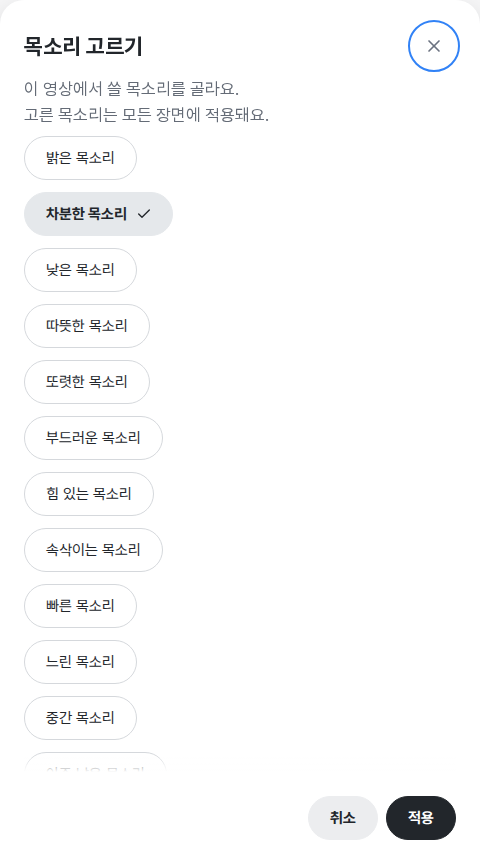 목소리 고르기
이 영상에서 쓸 목소리를 골라요.
고른 목소리는 모든 장면에 적용돼요.
밝은 목소리
차분한 목소리
낮은 목소리
따뜻한 목소리
또렷한 목소리
부드러운 목소리
힘 있는 목소리
속삭이는 목소리
빠른 목소리
느린 목소리
중간 목소리
취소
적용